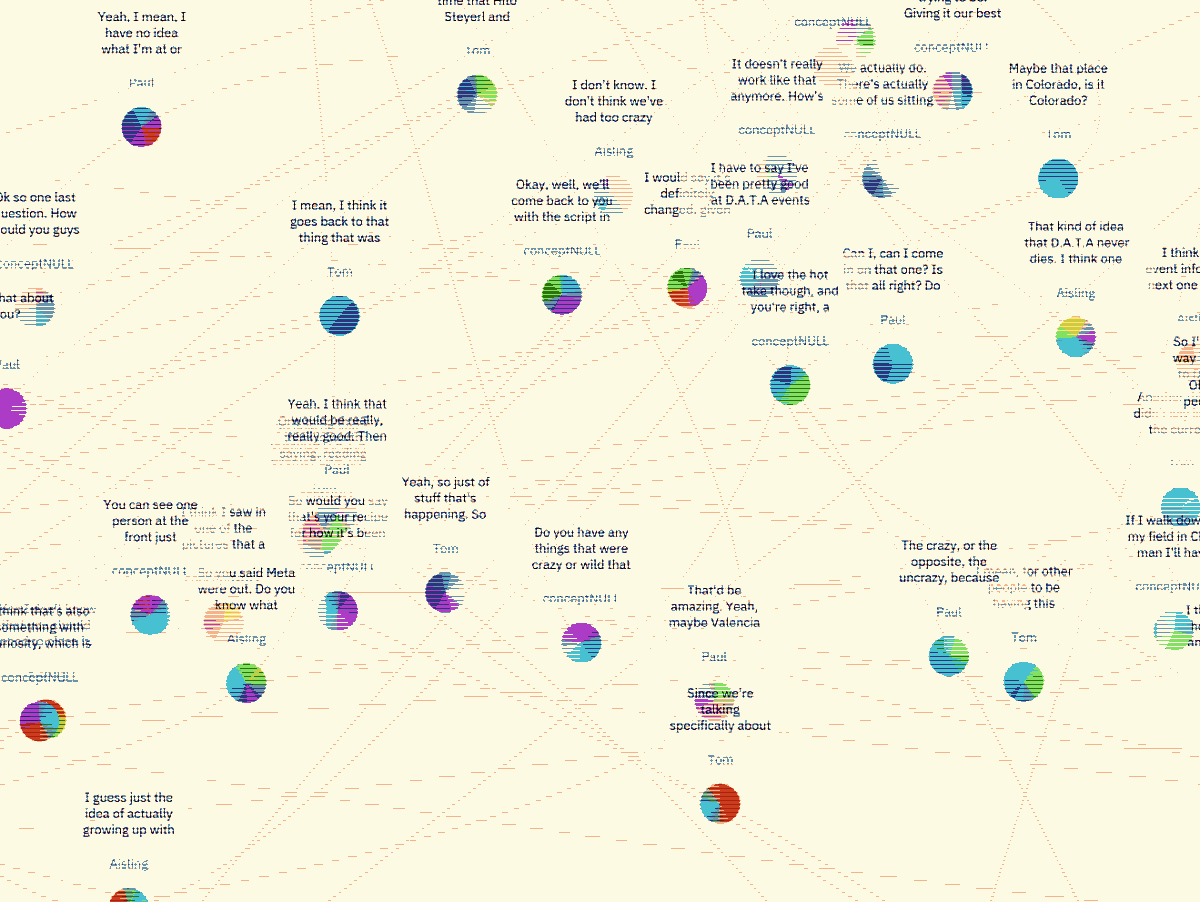 Yeah, I mean, I
have no idea
what I'm at or
Paul
time that Hito
Steyerl and
Tom
I don't know. I
don't think we've
had too crazy
Aisling
conceptNULL
It doesn't really
work like that
anymore. How's
conceptNULL
Giving it our best
conceptNULL
We actually do.
There's actually
some of us sitting
conceptNULL
Maybe that place
in Colorado, is it
Colorado?
Tom
Ok so one last
question. How
would you guys
conceptNULL
I mean, I think it
goes back to that
thing that was
Tom
Okay, well, we'll
come back to you
with the script in
conceptNULL
I would say it's
definitely
changed, given
Paul
I have to say I've
been pretty good
at D.A.T.A events
Paul
I love the hot
take though, and
you're right, a
conceptNULL
Can I, can I come
in on that one? Is
that all right? Do
Paul
That kind of idea
that D.A.T.A never
dies. I think one
Aisling
I think
event info
next one
what about
you?
Paul
So I'
way
Yeah. I think that
would be really,
really good. Then
saying, reading
Paul
Yeah, so just of
stuff that's
happening. So
Tom
You can see one
person at the
front just
conceptNULL
I think I saw in
one of the
pictures that a
So would you say
that's your recipe
for how it's been
conceptNULL
Do you have any
things that were
crazy or wild that
conceptNULL
So you said Meta
were out. Do you
know what
Aisling
think that's also
something with
curiosity, which is
conceptNULL
That'd be
amazing. Yeah,
maybe Valencia
Paul
Since we're
talking
specifically about
Tom
The crazy, or the
opposite, the
uncrazy, because
Paul
I mean, for other
people to be
having this
Tom
If I walk down
my field in
man I'll have
conceptNULL
I guess just the
idea of actually
growing up with
Aisling